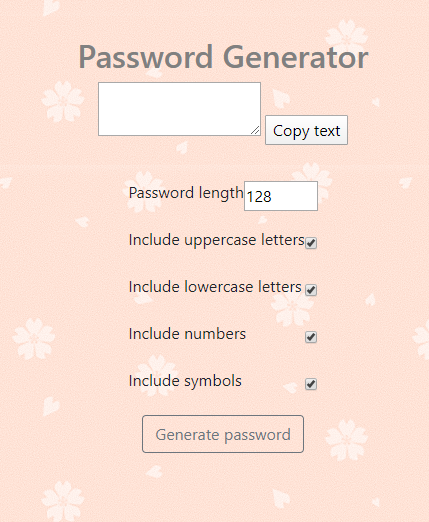 Password Generator
Copy text
Password length 128
Include uppercase letters
Include lowercase letters
Include numbers
Include symbols
Generate password